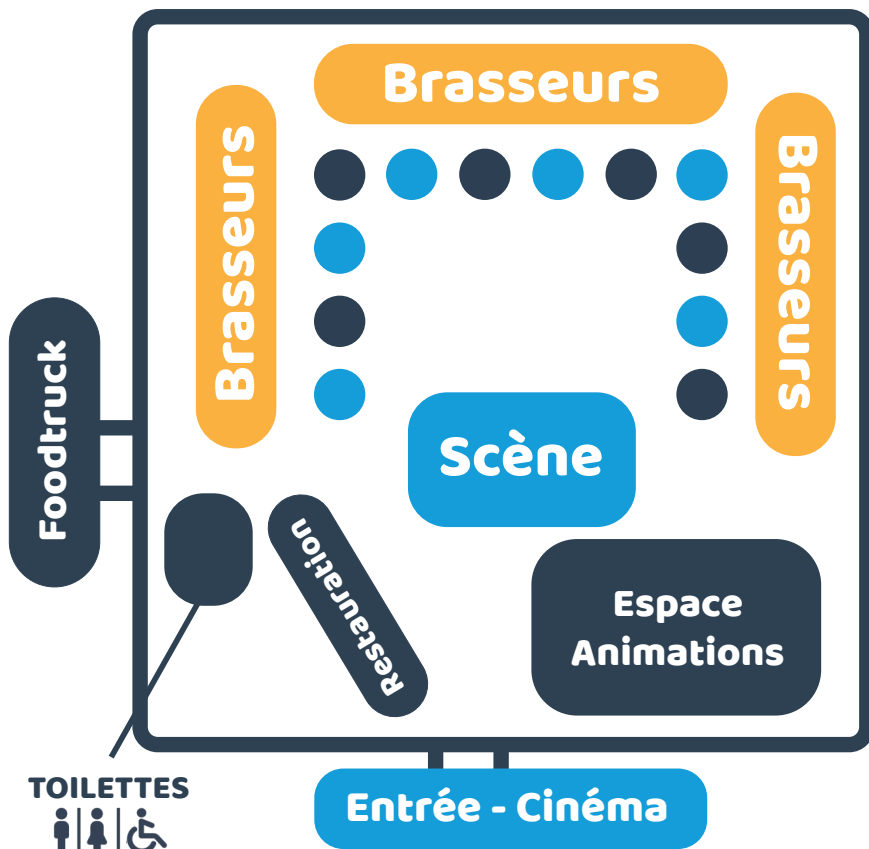 Brasseurs
Brasseurs
Brasseurs
Foodtruck
Scène
Restauration
Espace
Animations
TOILETTES
Entrée - Cinéma